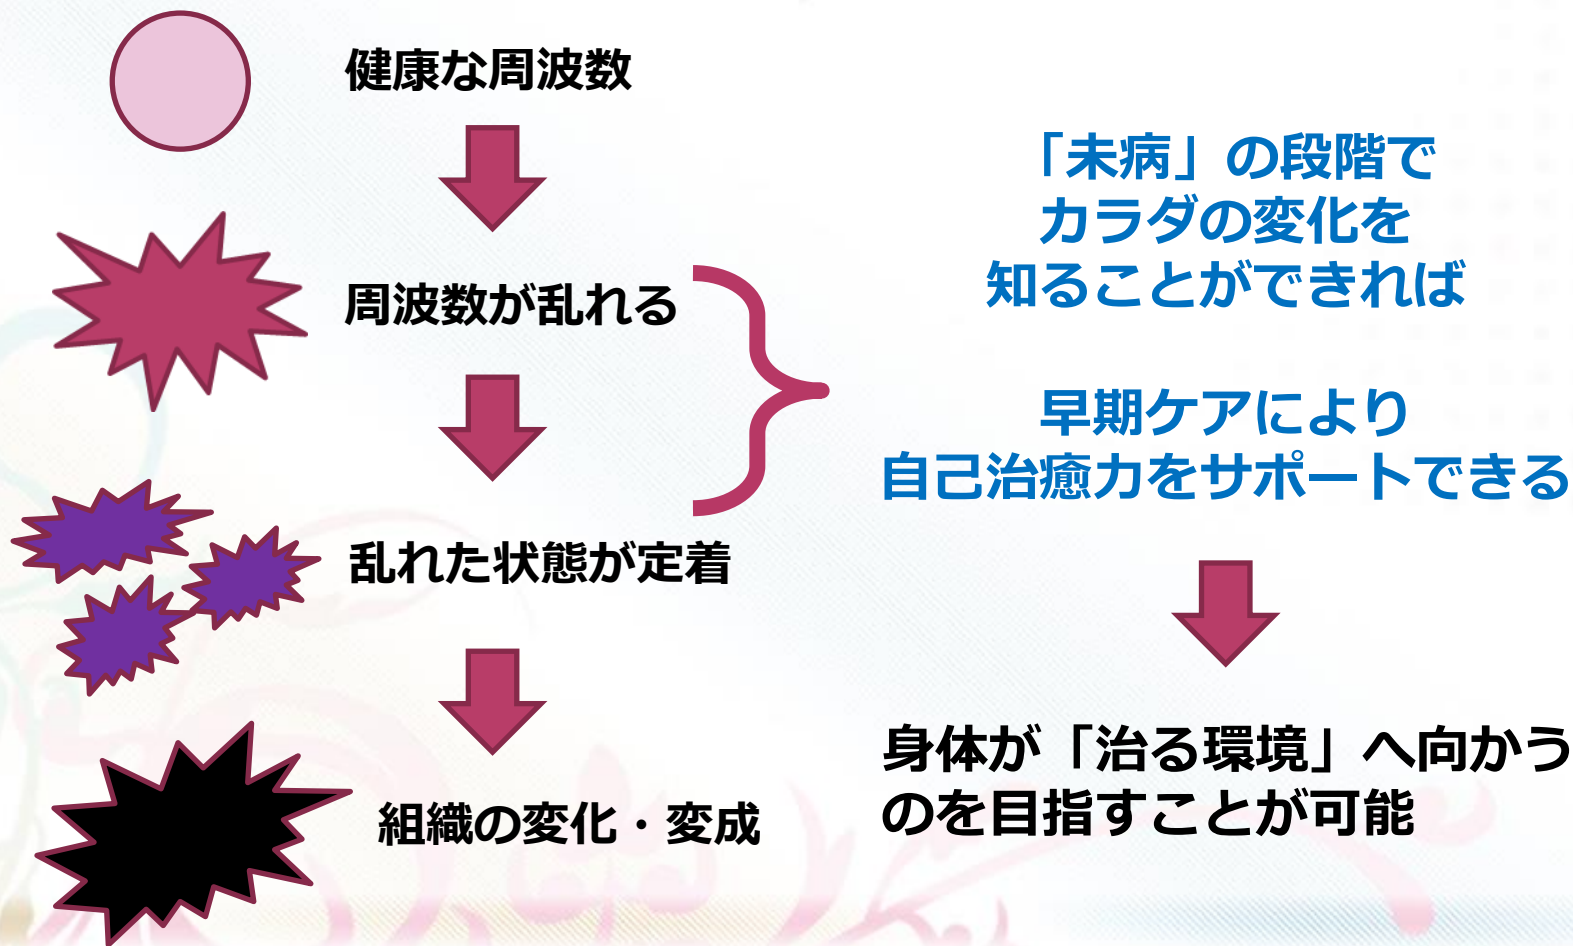 健康な周波数
周波数が乱れる
乱れた状態が定着
組織の変化・変成
「未病」の段階で
カラダの変化を
知ることができれば
早期ケアにより
自己治癒力をサポートできる
身体が「治る環境」へ向かう
のを目指すことが可能